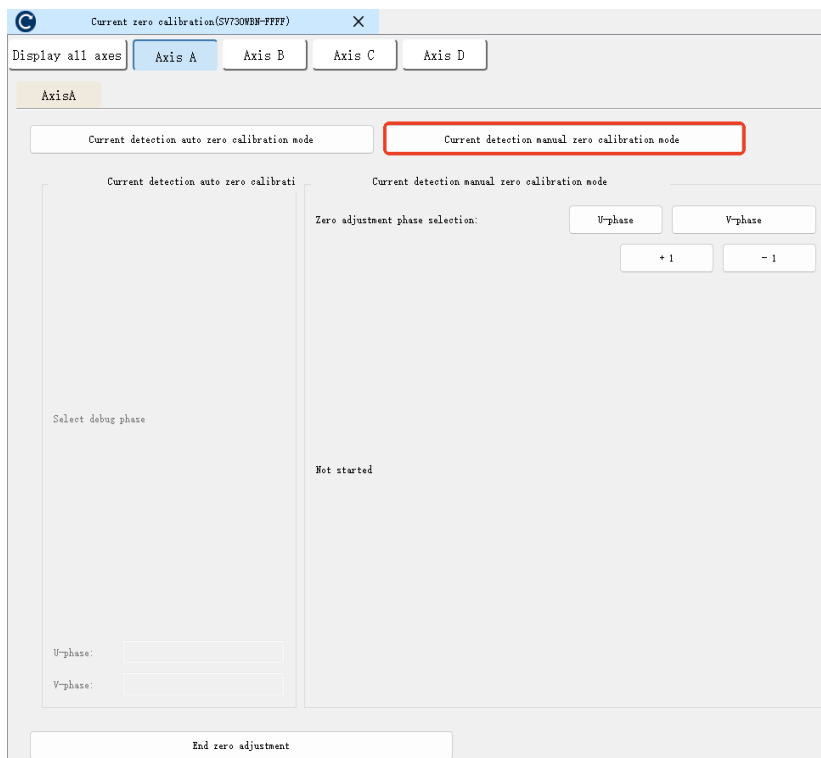 C Current zero calibration(SV730WBN-FFFF) X
Display all axes Axis A Axis B Axis C Axis D
AxisA
Current detection auto zero calibration mode Current detection manual zero calibration mode
Current detection auto zero calibrati Current detection manual zero calibration mode
Zero adjustment phase selection: U-phase V-phase
+ 1 - 1
Select debug phase
Not started
U-phase:
V-phase:
End zero adjustment